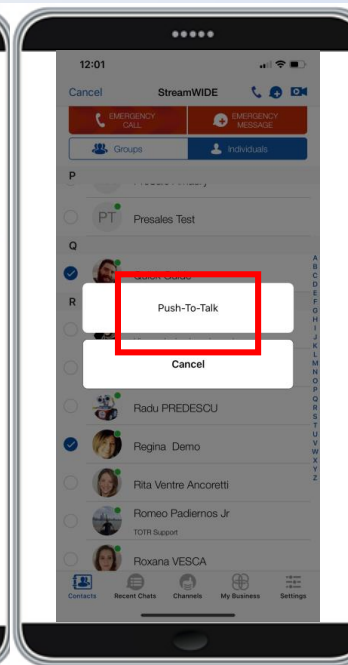 12:01
Cancel StreamWIDE
EMERGENCY CALL
EMERGENCY MESSAGE
Groups Individuals
P
PT Presales Test
Q
R
Push-To-Talk
Cancel
Radu PREDESCU
Regina Demo
Rita Ventre Ancoretti
Romeo Padiernos Jr
TOTR Support
Roxana VESCA
A
B
C
D
E
F
G
H
I
J
K
L
M
N
O
P
Q
R
S
T
U
V
W
X
Y
Z
Contacts Recent Chats Channels My Business Settings